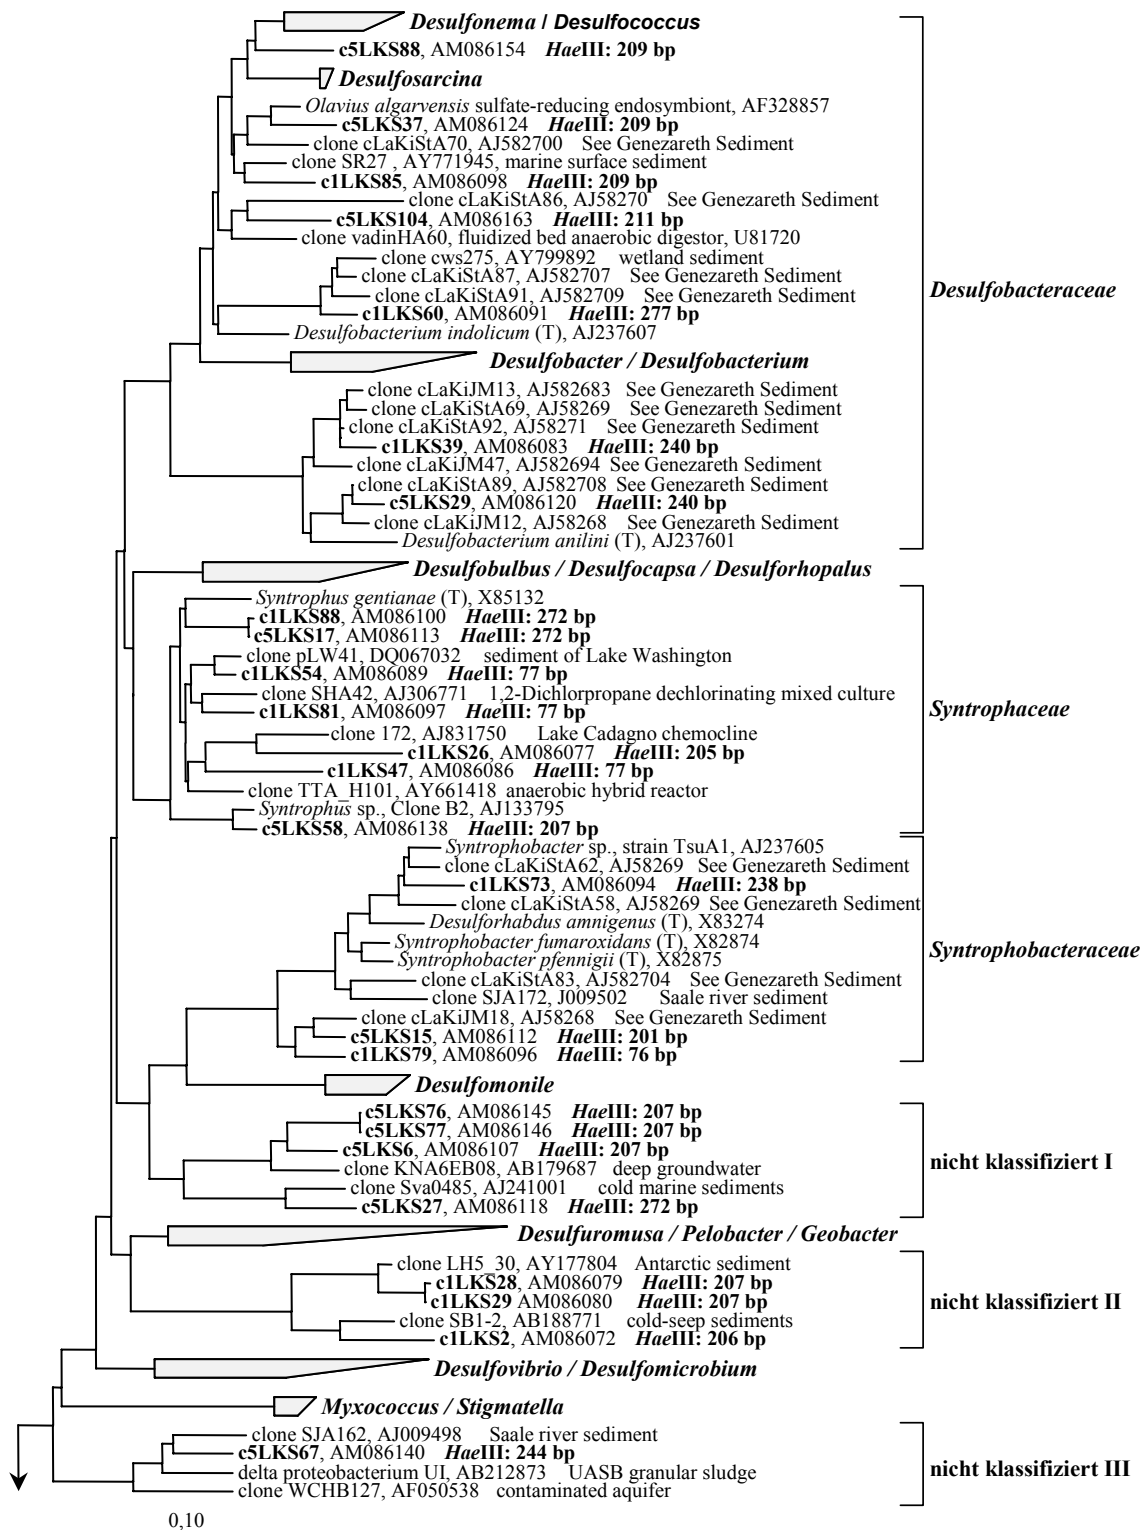 Desulfonema / Desulfococcus
c5LKS88, AM086154 HaeIII: 209 bp
Desulfosarcina
Olavius algarvensis sulfate-reducing endosymbiont, AF328857
c5LKS37, AM086124 HaeIII: 209 bp
clone cLaKiStA70, AJ582700 See Genezareth Sediment
clone SR27 , AY771945, marine surface sediment
c1LKS85, AM086098 HaeIII: 209 bp
clone cLaKiStA86, AJ58270 See Genezareth Sediment
c5LKS104, AM086163 HaeIII: 211 bp
clone vadinHA60, fluidized bed anaerobic digestor, U81720
clone cws275, AY799892 wetland sediment
clone cLaKiStA87, AJ582707 See Genezareth Sediment
Desulfobacteraceae
clone cLaKiStA91, AJ582709 See Genezareth Sediment
c1LKS60, AM086091 HaeIII: 277 bp
Desulfobacterium indolicum (T), AJ237607
Desulfobacter / Desulfobacterium
clone cLaKiJM13, AJ582683 See Genezareth Sediment
clone cLaKiStA69, AJ58269 See Genezareth Sediment
clone cLaKiStA92, AJ58271 See Genezareth Sediment
c1LKS39, AM086083 HaeIII: 240 bp
clone cLaKiJM47, AJ582694 See Genezareth Sediment
clone cLaKiStA89, AJ582708 See Genezareth Sediment
c5LKS29, AM086120 HaeIII: 240 bp
clone cLaKiJM12, AJ58268 See Genezareth Sediment
Desulfobacterium anilini (T), AJ237601
Desulfobulbus / Desulfocapsa / Desulforhopalus
Syntrophus gentianae (T), X85132
c1LKS88, AM086100 HaeIII: 272 bp
c5LKS17, AM086113 HaeIII: 272 bp
clone pLW41, DQ067032 sediment of Lake Washington
c1LKS54, AM086089 HaeIII: 77 bp
clone SHA42, AJ306771 1,2-Dichlorpropane dechlorinating mixed culture
c1LKS81, AM086097 HaeIII: 77 bp
Syntrophaceae
clone 172, AJ831750 Lake Cadagno chemocline
c1LKS26, AM086077 HaeIII: 205 bp
c1LKS47, AM086086 HaeIII: 77 bp
clone TTA_H101, AY661418 anaerobic hybrid reactor
Syntrophus sp., Clone B2, AJ133795
c5LKS58, AM086138 HaeIII: 207 bp
Syntrophobacter sp., strain TsuA1, AJ237605
clone cLaKiStA62, AJ58269 See Genezareth Sediment
c1LKS73, AM086094 HaeIII: 238 bp
clone cLaKiStA58, AJ58269 See Genezareth Sediment
Desulforhabdus amnigenus (T), X83274
Syntrophobacter fumaroxidans (T), X82874
Syntrophobacteraceae
Syntrophobacter pfennigii (T), X82875
clone cLaKiStA83, AJ582704 See Genezareth Sediment
clone SJA172, J009502 Saale river sediment
clone cLaKiJM18, AJ58268 See Genezareth Sediment
c5LKS15, AM086112 HaeIII: 201 bp
c1LKS79, AM086096 HaeIII: 76 bp
Desulfomonile
c5LKS76, AM086145 HaeIII: 207 bp
c5LKS77, AM086146 HaeIII: 207 bp
c5LKS6, AM086107 HaeIII: 207 bp
nicht klassifiziert I
clone KNA6EB08, AB179687 deep groundwater
clone Sva0485, AJ241001 cold marine sediments
c5LKS27, AM086118 HaeIII: 272 bp
Desulfuromusa / Pelobacter / Geobacter
clone LH5_30, AY177804 Antarctic sediment
c1LKS28, AM086079 HaeIII: 207 bp
c1LKS29 AM086080 HaeIII: 207 bp
nicht klassifiziert II
clone SB1-2, AB188771 cold-seep sediments
c1LKS2, AM086072 HaeIII: 206 bp
Desulfovibrio / Desulfomicrobium
Myxococcus / Stigmatella
clone SJA162, AJ009498 Saale river sediment
c5LKS67, AM086140 HaeIII: 244 bp
nicht klassifiziert III
delta proteobacterium UI, AB212873 UASB granular sludge
clone WCHB127, AF050538 contaminated aquifer
0,10